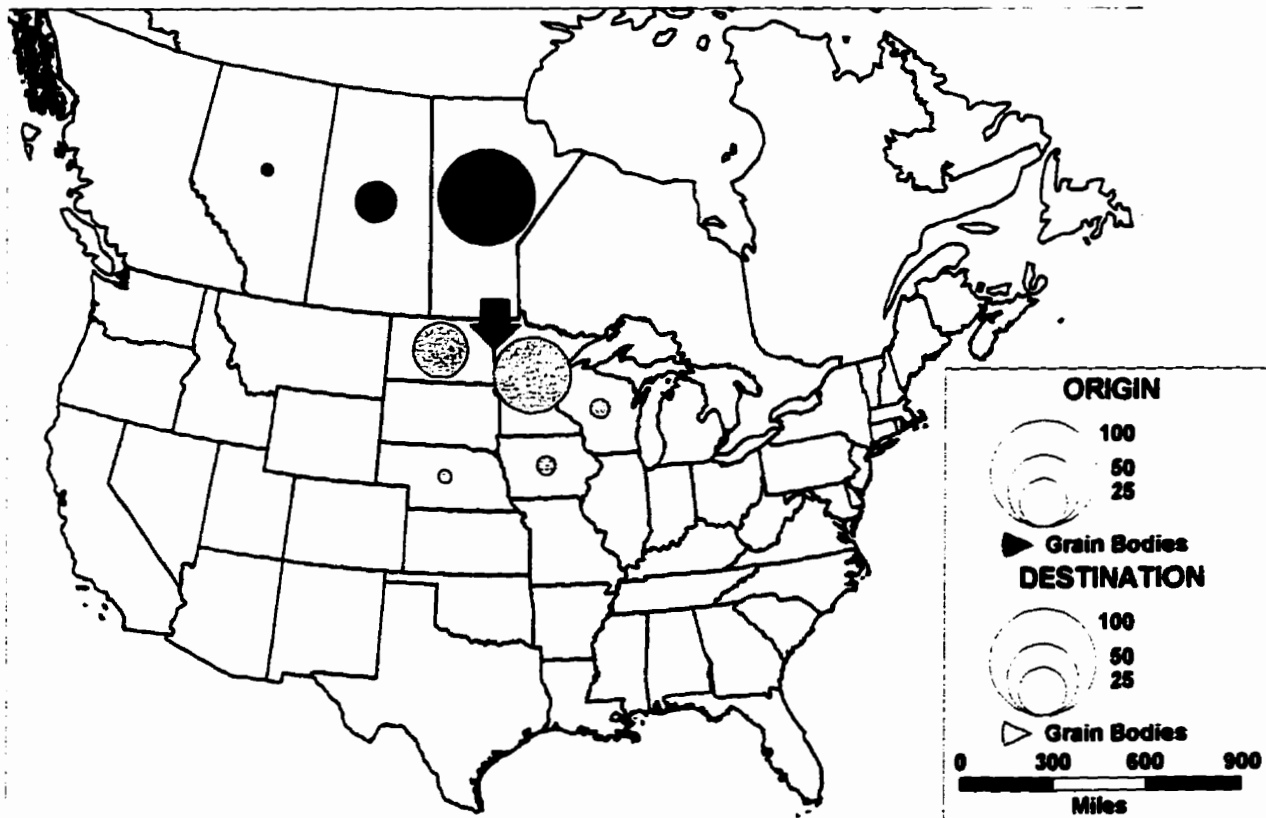 ORIGIN
100
50
25
Grain Bodies
DESTINATION
100
50
25
Grain Bodies
0 300 600 900
Miles